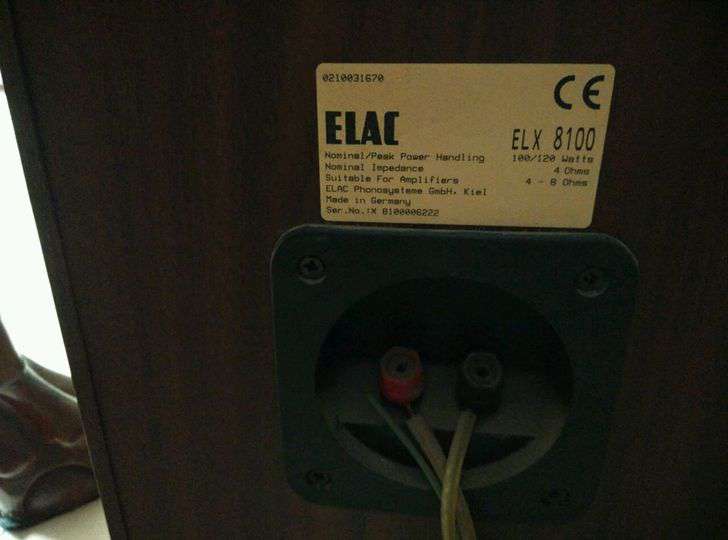 0210031670
CE
ELAC
ELX 8100
Nominal/Peak Power Handling 100/120 Watts
Nominal Impedance 4 Ohms
Suitable For Amplifiers 4 - 8 Ohms
ELAC Phonosysteme GmbH, Kiel
Made in Germany
Ser.No.:X 8100006222